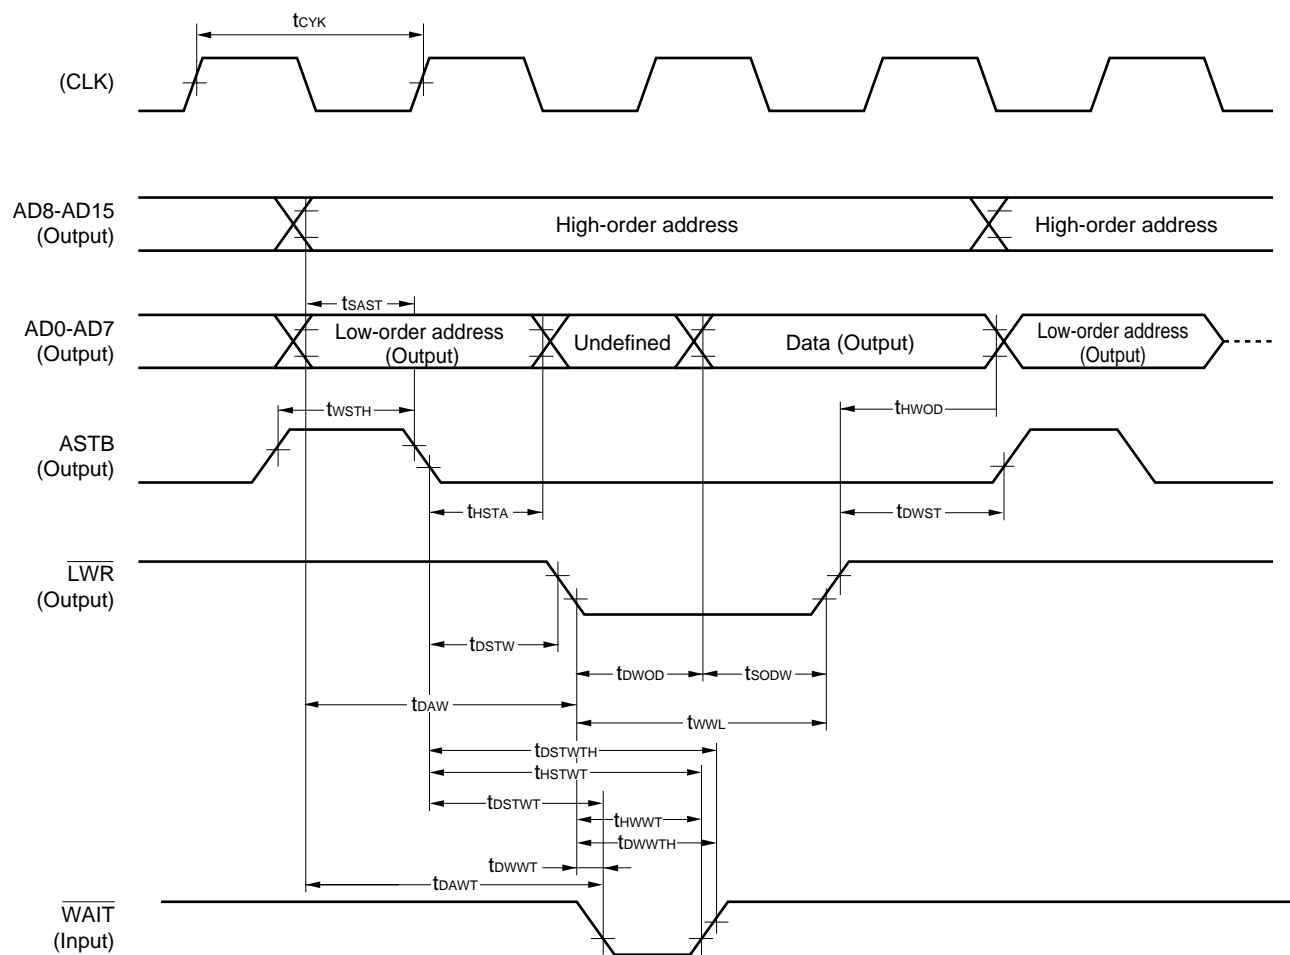 tCYK
(CLK)
AD8-AD15
(Output)
High-order address
High-order address
tSAST
AD0-AD7
(Output)
Low-order address
(Output)
Undefined
Data (Output)
Low-order address
(Output)
tWSTH
tHWOD
ASTB
(Output)
tHSTA
tDWST
LWR
(Output)
tDSTW
tDWOD
tSODW
tDAW
tWWL
tDSTWTH
tHSTWT
tDSTWT
tHWWT
tDWWTH
tDWWT
tDAWT
WAIT
(Input)